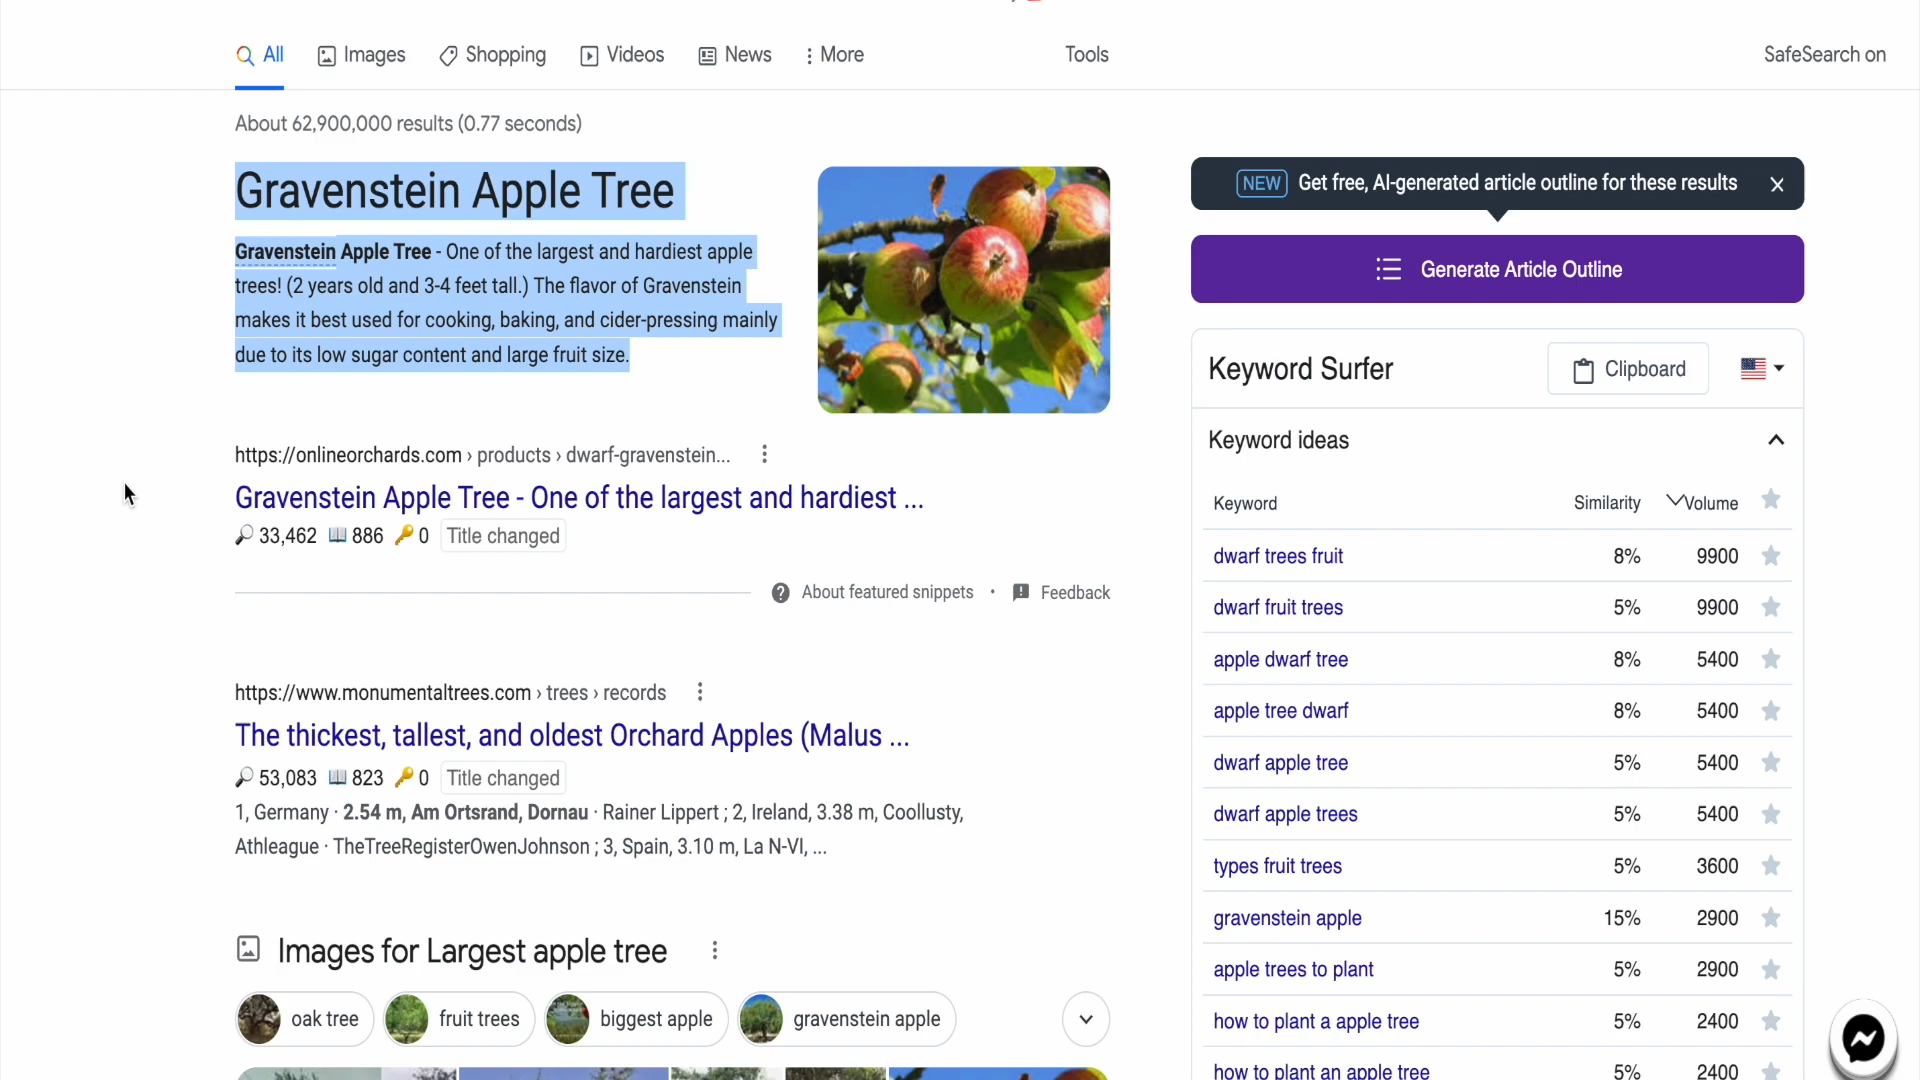 All Images Shopping Videos News More Tools SafeSearch on
About 62,900,000 results (0.77 seconds)
Gravenstein Apple Tree
Gravenstein Apple Tree - One of the largest and hardiest apple
trees! (2 years old and 3-4 feet tall.) The flavor of Gravenstein
makes it best used for cooking, baking, and cider-pressing mainly
due to its low sugar content and large fruit size.
https://onlineorchards.com › products › dwarf-gravenstein...
Gravenstein Apple Tree - One of the largest and hardiest ...
33,462 886 0 Title changed
About featured snippets • Feedback
https://www.monumentaltrees.com › trees › records
The thickest, tallest, and oldest Orchard Apples (Malus ...
53,083 823 0 Title changed
1, Germany · 2.54 m, Am Ortsrand, Dornau · Rainer Lippert ; 2, Ireland, 3.38 m, Coollusty,
Athleague · TheTreeRegisterOwenJohnson ; 3, Spain, 3.10 m, La N-VI, ...
Images for Largest apple tree
oak tree fruit trees biggest apple gravenstein apple
NEW Get free, AI-generated article outline for these results
Generate Article Outline
Keyword Surfer Clipboard
Keyword ideas
Keyword Similarity Volume
dwarf trees fruit 8% 9900
dwarf fruit trees 5% 9900
apple dwarf tree 8% 5400
apple tree dwarf 8% 5400
dwarf apple tree 5% 5400
dwarf apple trees 5% 5400
types fruit trees 5% 3600
gravenstein apple 15% 2900
apple trees to plant 5% 2900
how to plant a apple tree 5% 2400
how to plant an apple tree 5% 2400